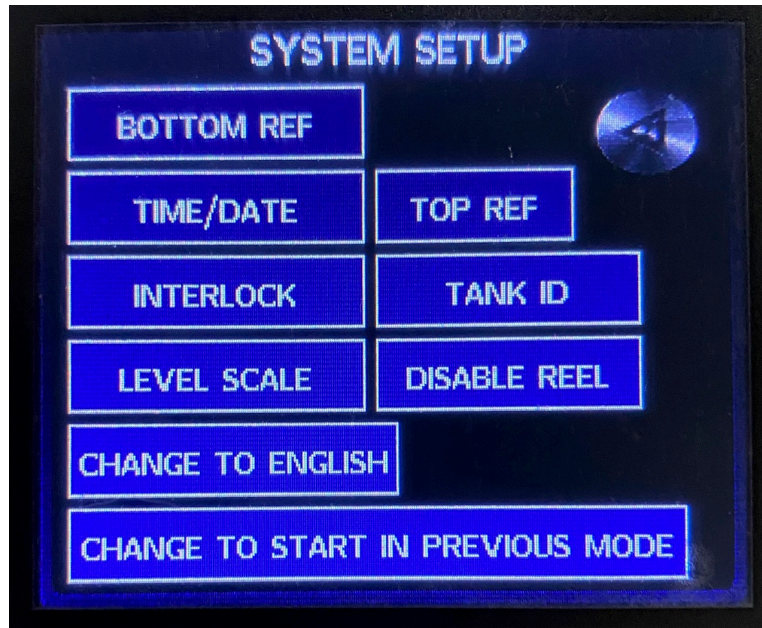 SYSTEM SETUP
BOTTOM REF
TIME/DATE
TOP REF
INTERLOCK
TANK ID
LEVEL SCALE
DISABLE REEL
CHANGE TO ENGLISH
CHANGE TO START IN PREVIOUS MODE